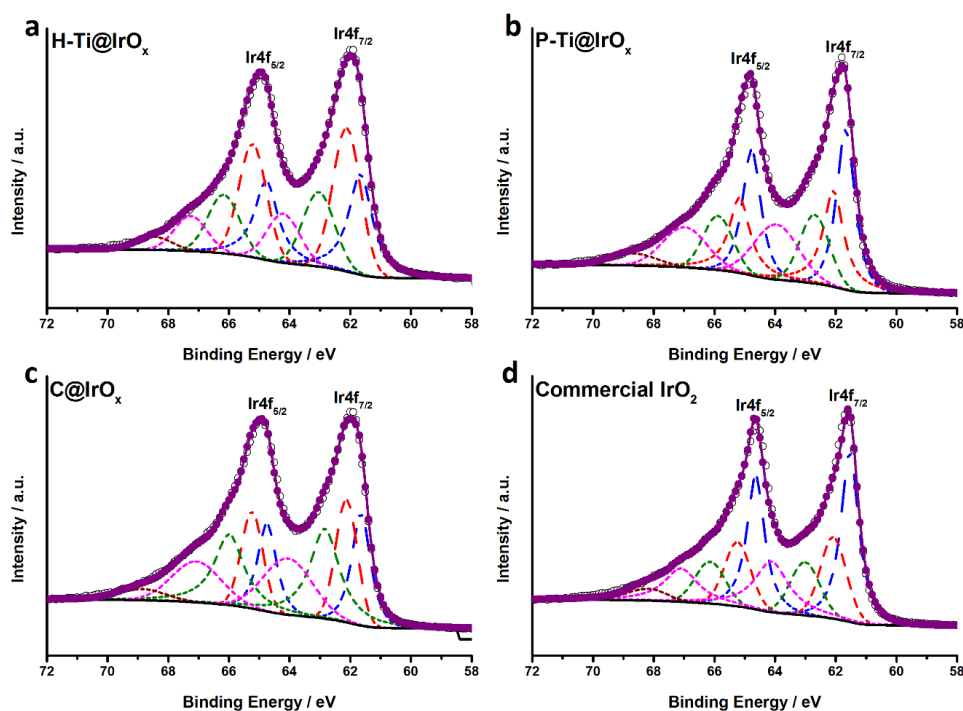 a
H-Ti@IrOₓ
Ir4f₅/₂
Ir4f₇/₂
Intensity / a.u.
72 70 68 66 64 62 60 58
Binding Energy / eV
b
P-Ti@IrOₓ
Ir4f₅/₂
Ir4f₇/₂
Intensity / a.u.
72 70 68 66 64 62 60 58
Binding Energy / eV
c
C@IrOₓ
Ir4f₅/₂
Ir4f₇/₂
Intensity / a.u.
72 70 68 66 64 62 60 58
Binding Energy / eV
d
Commercial IrO₂
Ir4f₅/₂
Ir4f₇/₂
Intensity / a.u.
72 70 68 66 64 62 60 58
Binding Energy / eV